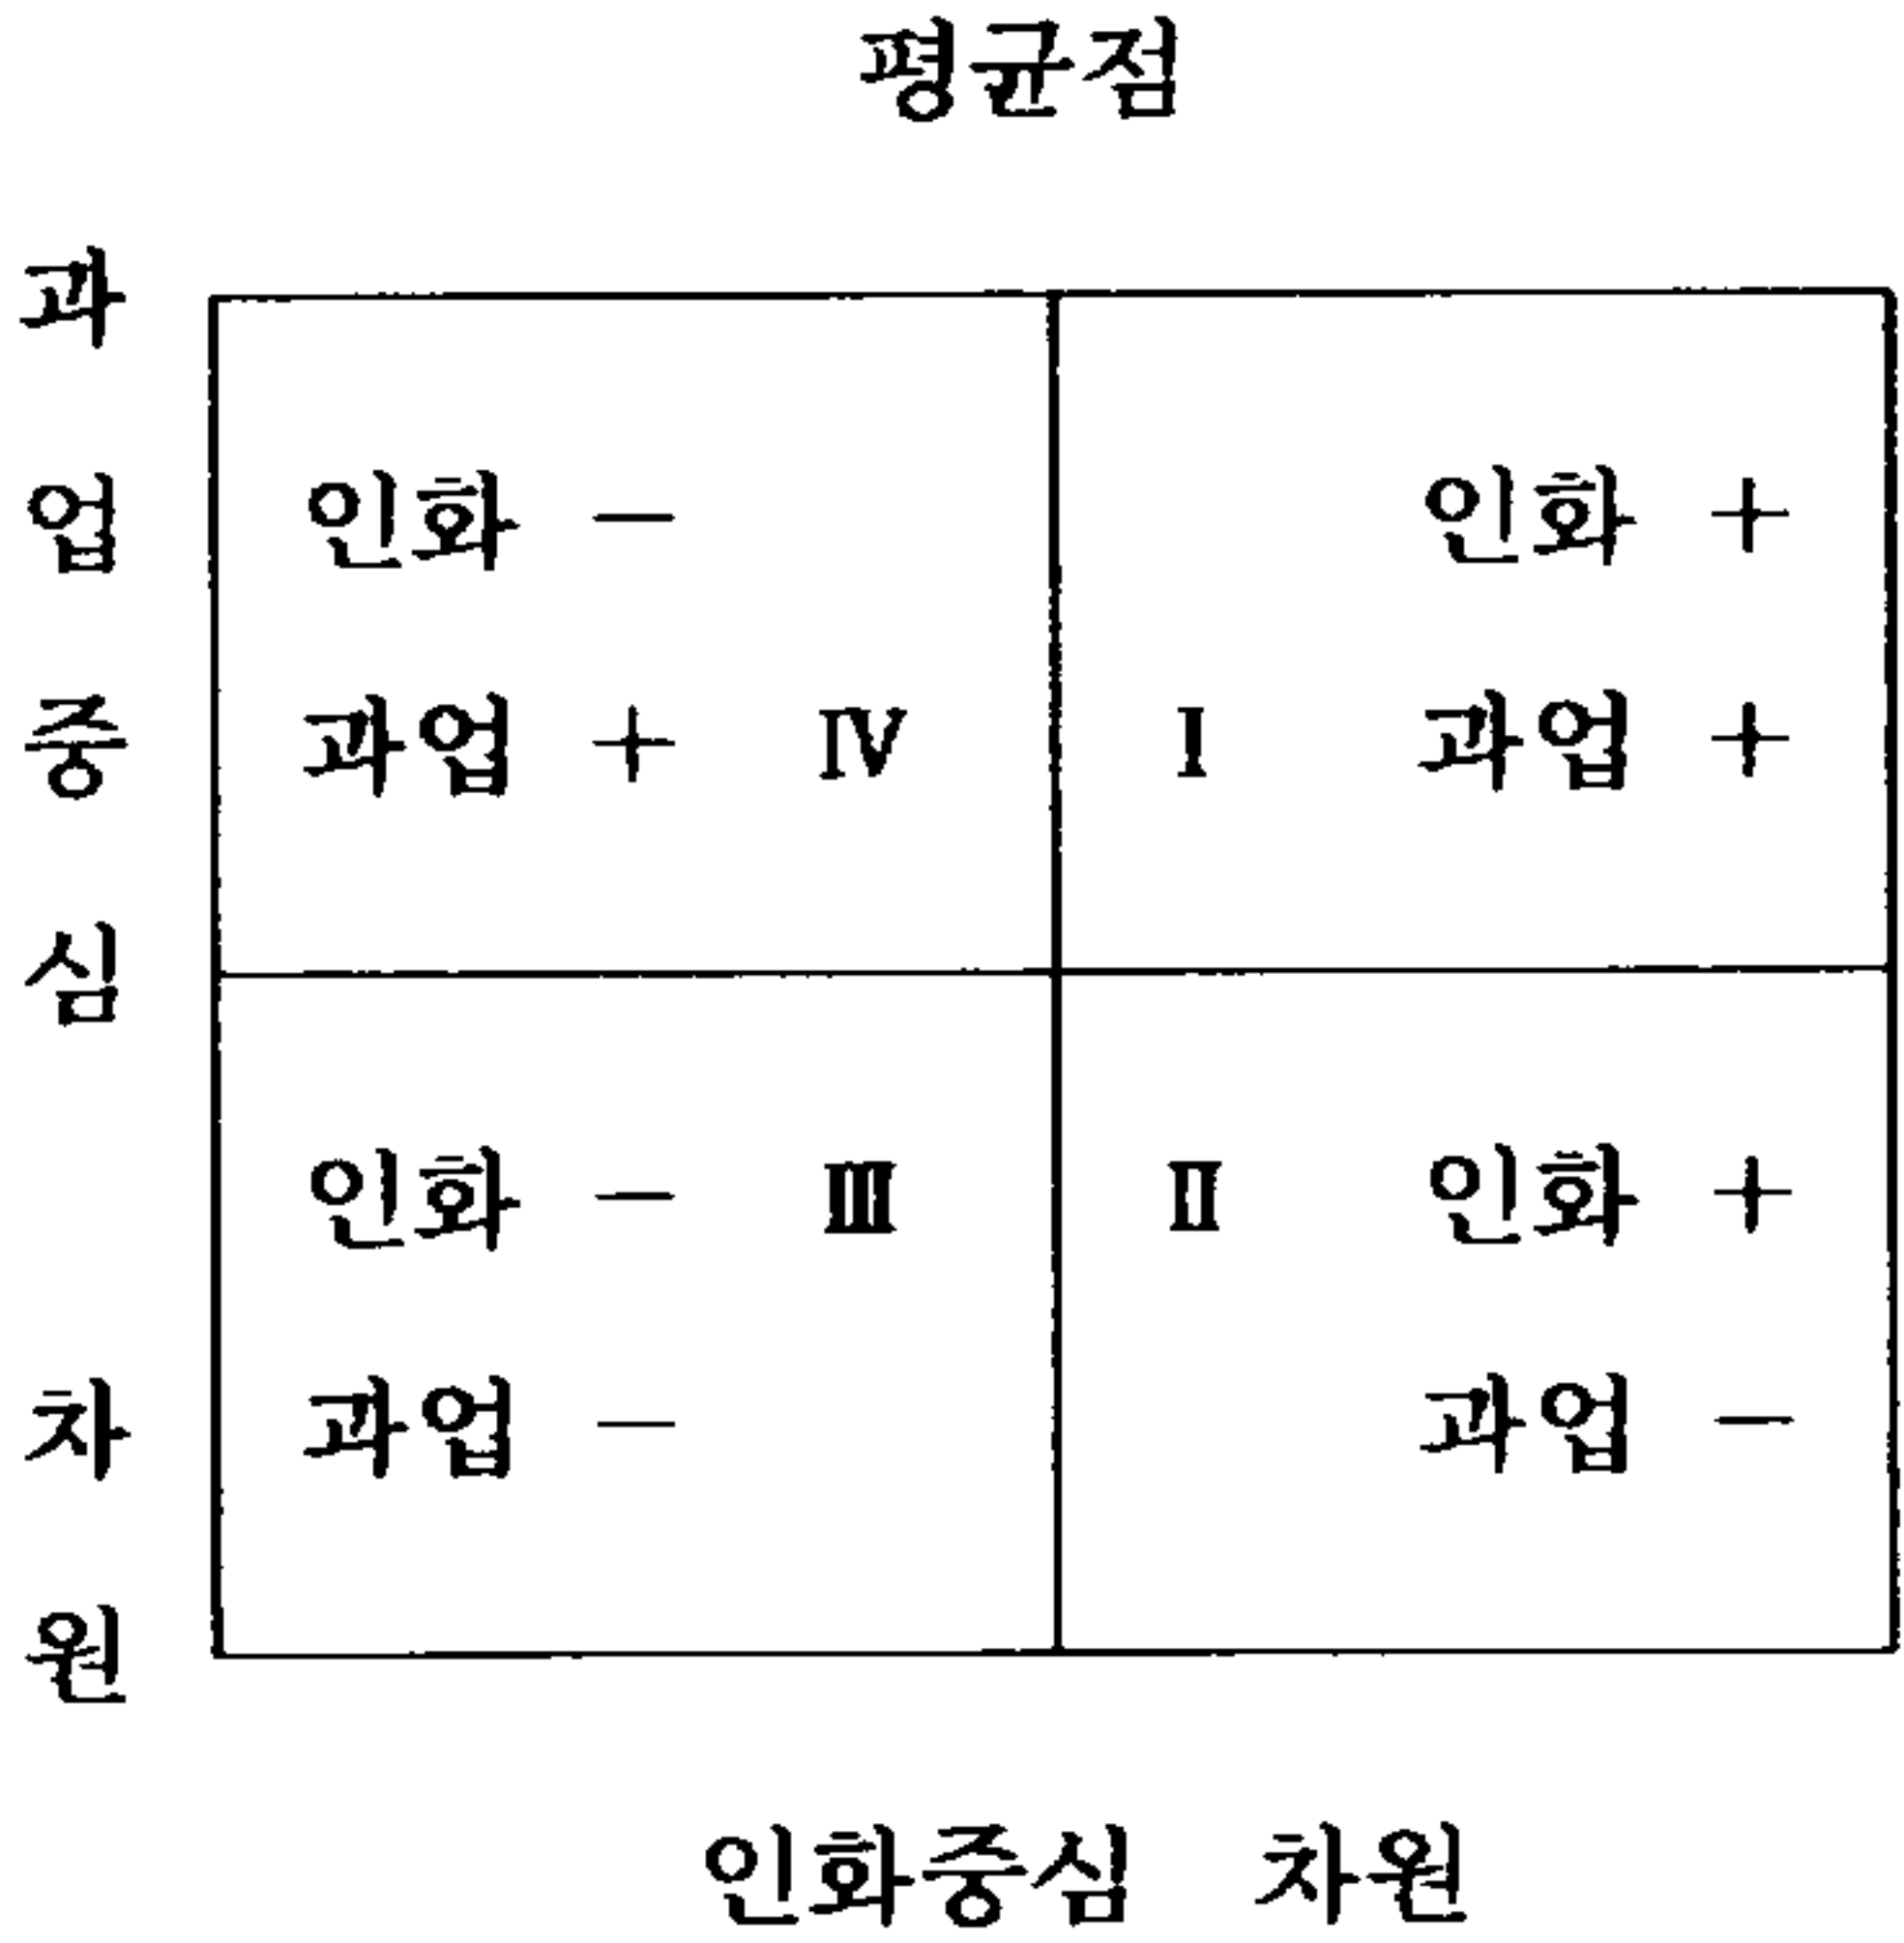 평균점
과업중심 차원
인화 － 인화 ＋
과업 ＋ Ⅳ Ⅰ 과업 ＋
인화 － Ⅲ Ⅱ 인화 ＋
과업 － 과업 －
인화중심 차원